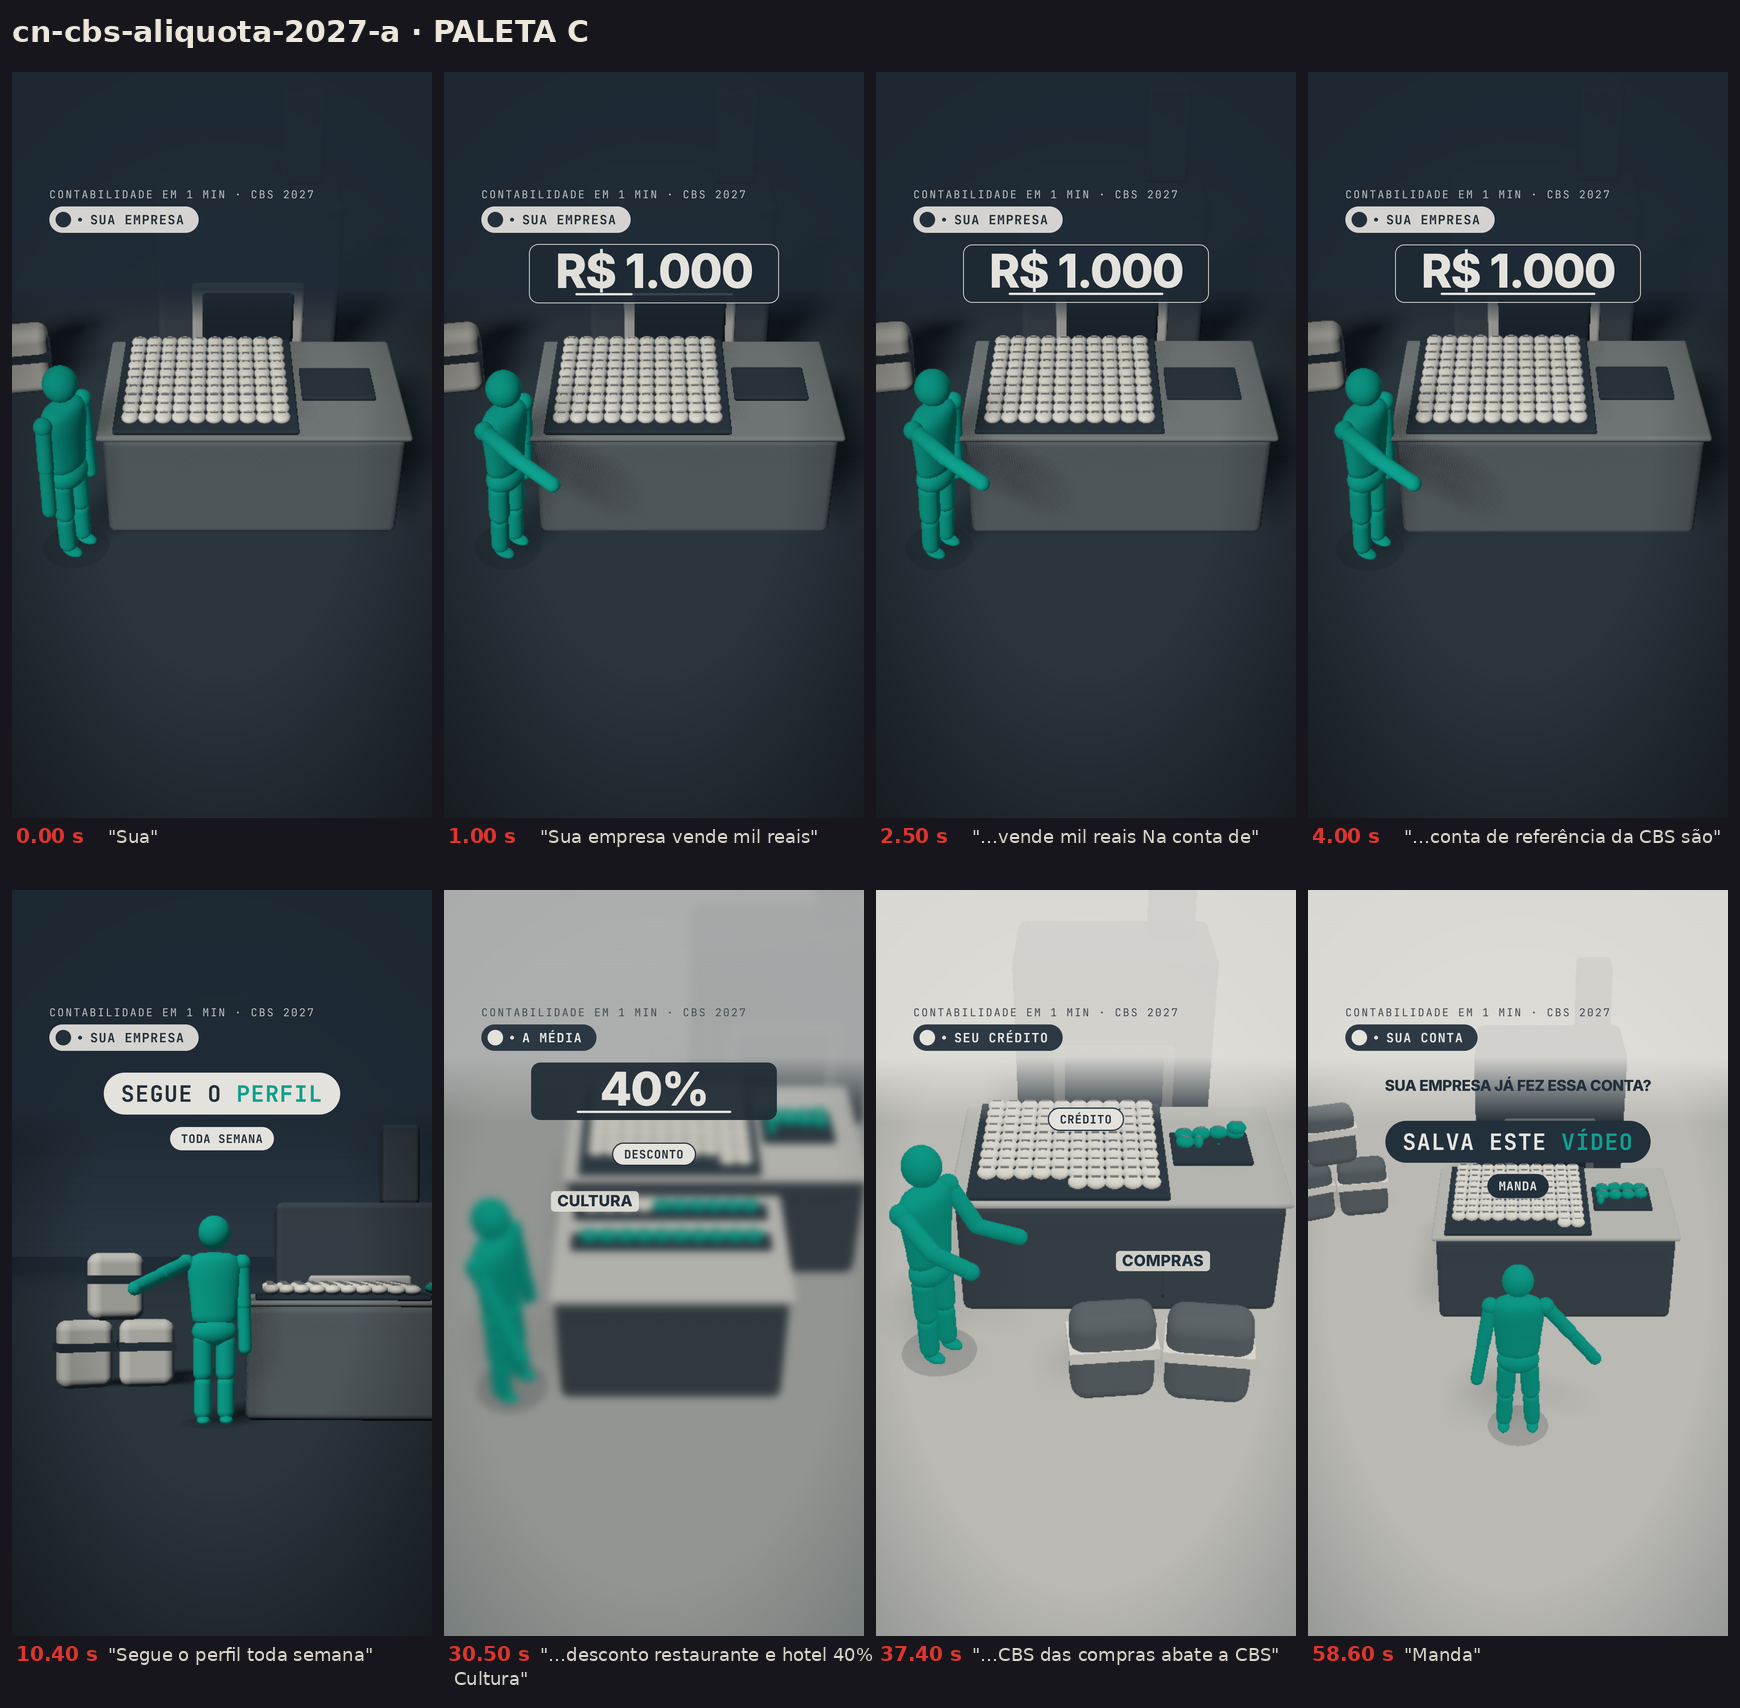 cn-cbs-aliquota-2027-a · PALETA C
CONTABILIDADE EM 1 MIN · CBS 2027
• SUA EMPRESA
0.00 s "Sua"
CONTABILIDADE EM 1 MIN · CBS 2027
• SUA EMPRESA
R$ 1.000
1.00 s "Sua empresa vende mil reais"
CONTABILIDADE EM 1 MIN · CBS 2027
• SUA EMPRESA
R$ 1.000
2.50 s "...vende mil reais Na conta de"
CONTABILIDADE EM 1 MIN · CBS 2027
• SUA EMPRESA
R$ 1.000
4.00 s "...conta de referência da CBS são"
CONTABILIDADE EM 1 MIN · CBS 2027
• SUA EMPRESA
SEGUE O PERFIL
TODA SEMANA
10.40 s "Segue o perfil toda semana"
CONTABILIDADE EM 1 MIN · CBS 2027
• A MÉDIA
40%
DESCONTO
CULTURA
30.50 s "...desconto restaurante e hotel 40%
Cultura"
CONTABILIDADE EM 1 MIN · CBS 2027
• SEU CRÉDITO
CRÉDITO
COMPRAS
37.40 s "...CBS das compras abate a CBS"
CONTABILIDADE EM 1 MIN · CBS 2027
• SUA CONTA
SUA EMPRESA JÁ FEZ ESSA CONTA?
SALVA ESTE VÍDEO
MANDA
58.60 s "Manda"